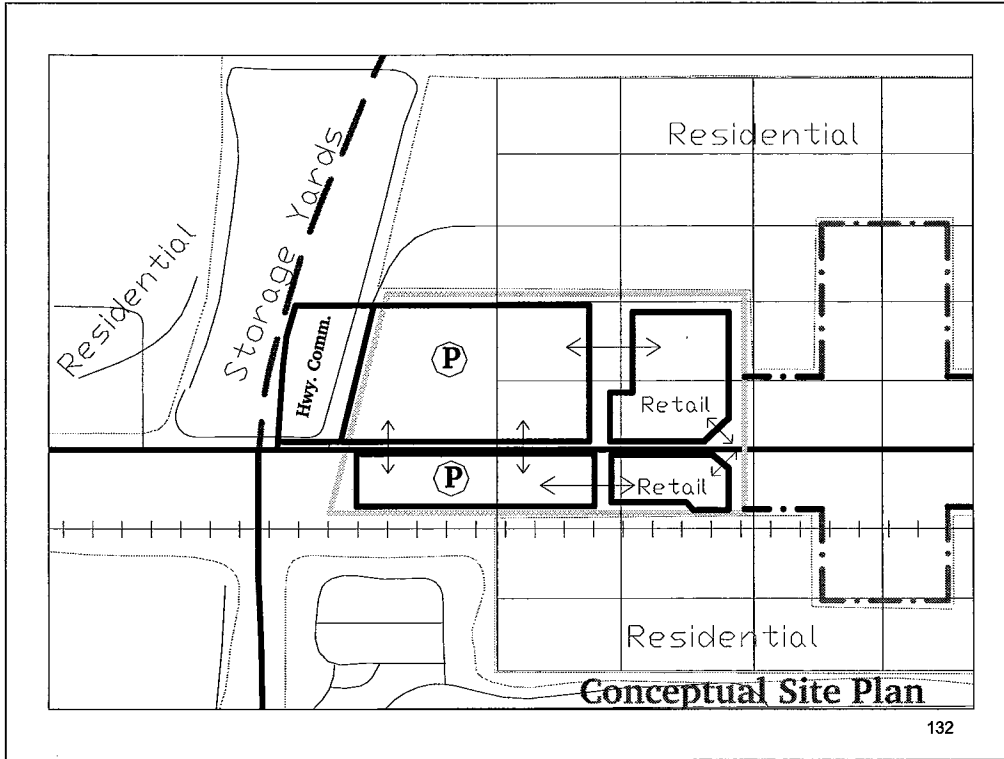 Residential
Residential
Storage Yards
Hwy. Comm.
P
Retail
P
Retail
Residential
Conceptual Site Plan
132